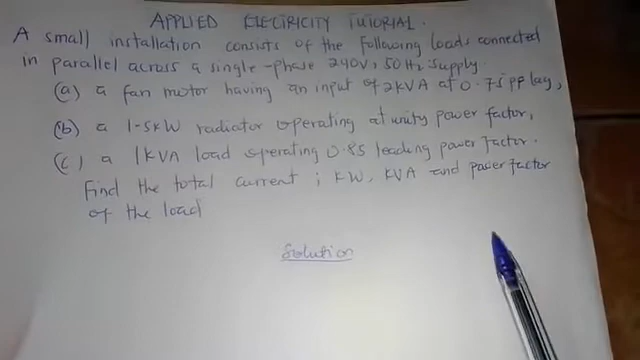 APPLIED ELECTRICITY TUTORIAL.
A small installation consists of the following loads connected
in parallel across a single-phase 240V, 50Hz supply.
(a) a fan motor having an input of 2KVA at 0.75 pf lag,
(b) a 1-5KW radiator operating at unity power factor,
(c) a 1KVA load operating 0.85 leading power factor.
Find the total current ; KW, KVA and power factor
of the load
Solution